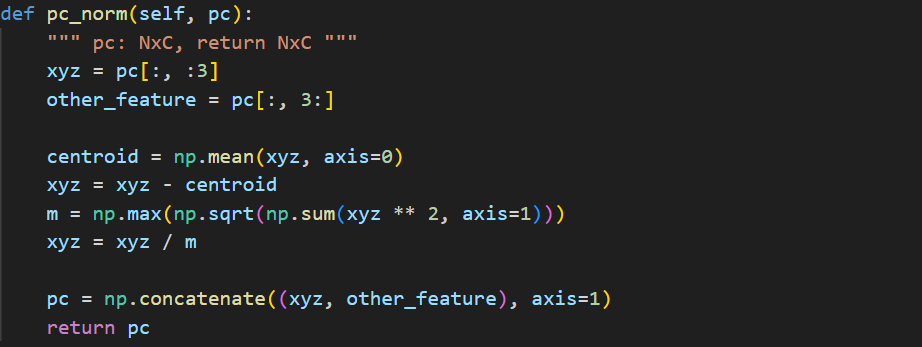 def pc_norm(self, pc):
    """ pc: NxC, return NxC """
    xyz = pc[:, :3]
    other_feature = pc[:, 3:]

    centroid = np.mean(xyz, axis=0)
    xyz = xyz - centroid
    m = np.max(np.sqrt(np.sum(xyz ** 2, axis=1)))
    xyz = xyz / m

    pc = np.concatenate((xyz, other_feature), axis=1)
    return pc